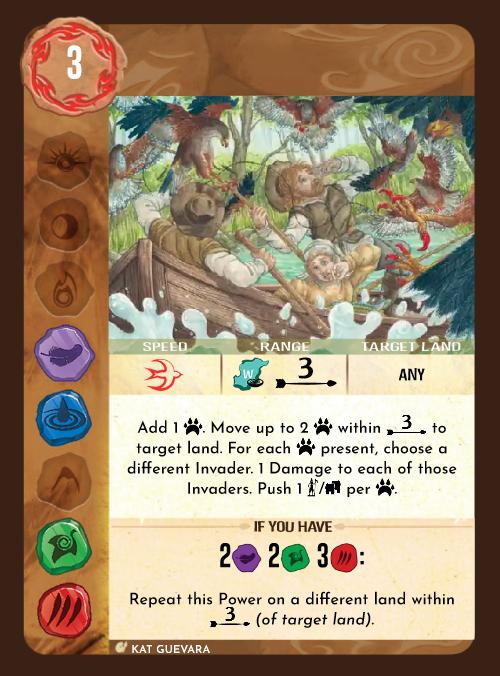 3
SPEED RANGE TARGET LAND
W 3 ANY
Add 1 . Move up to 2 within 3 to
target land. For each present, choose a
different Invader. 1 Damage to each of those
Invaders. Push 1 / per .
IF YOU HAVE
2 2 3 :
Repeat this Power on a different land within
3 (of target land).
KAT GUEVARA